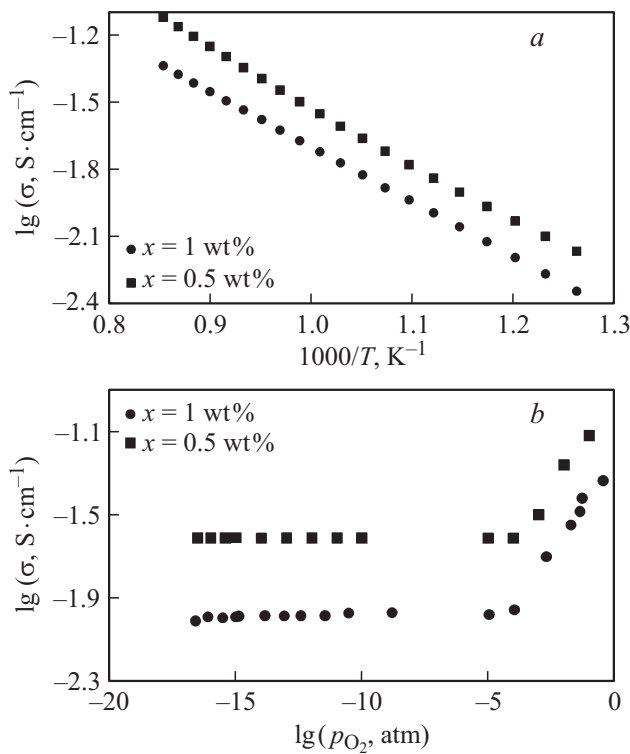 a
−1.2
−1.5
−1.8
−2.1
−2.4
lg (σ, S · cm⁻¹)
x = 1 wt%
x = 0.5 wt%
0.8 0.9 1.0 1.1 1.2 1.3
1000/T, K⁻¹
b
x = 1 wt%
x = 0.5 wt%
−1.1
−1.5
−1.9
−2.3
lg (σ, S · cm⁻¹)
−20 −15 −10 −5 0
lg (p_O₂, atm)